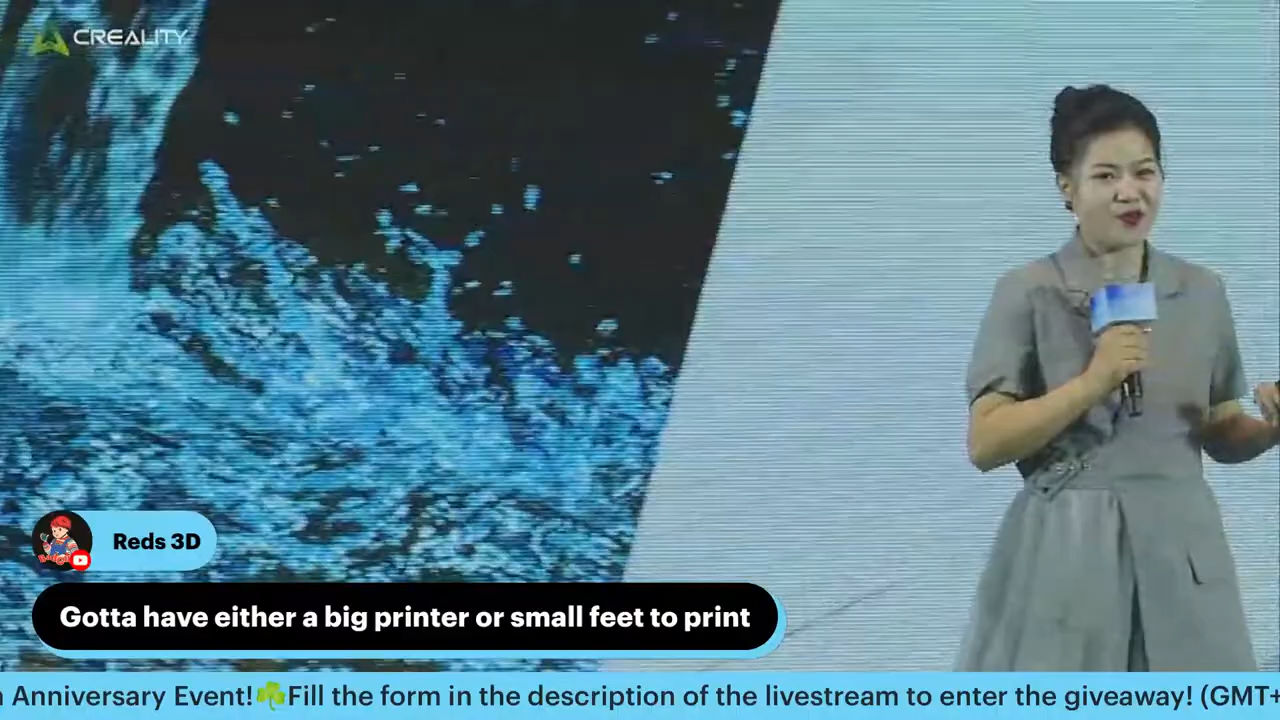 CREALITY
Reds 3D
Gotta have either a big printer or small feet to print
Anniversary Event!☘️Fill the form in the description of the livestream to enter the giveaway! (GMT+